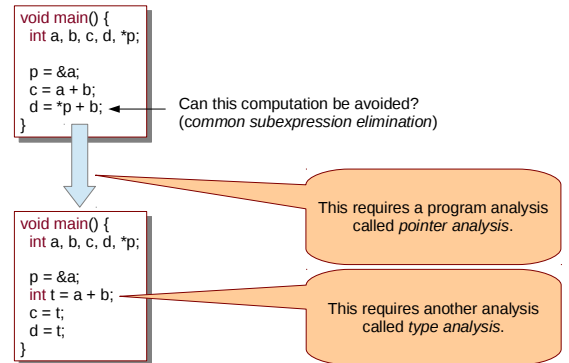 void main() {
int a, b, c, d, *p;
p = &a;
c = a + b;
d = *p + b;
}
Can this computation be avoided?
(common subexpression elimination)
This requires a program analysis
called pointer analysis.
void main() {
int a, b, c, d, *p;
p = &a;
int t = a + b;
c = t;
d = t;
}
This requires another analysis
called type analysis.